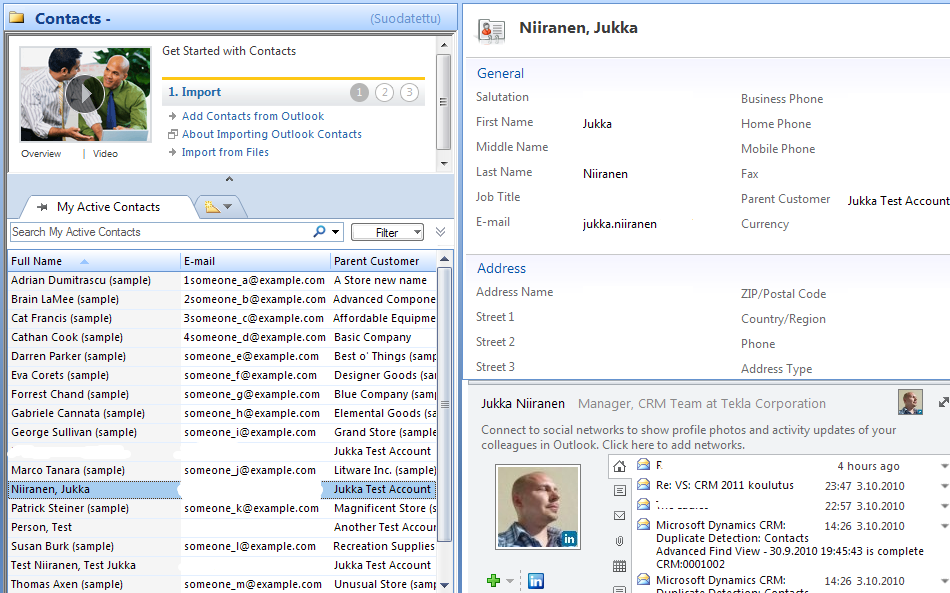 Contacts -
(Suodatettu)
Get Started with Contacts
1. Import
1 2 3
Add Contacts from Outlook
About Importing Outlook Contacts
Import from Files
Overview | Video
My Active Contacts
Search My Active Contacts
Filter
Full Name E-mail Parent Customer
Adrian Dumitrascu (sample) 1someone_a@example.com A Store new name
Brain LaMee (sample) 2someone_b@example.com Advanced Compone
Cat Francis (sample) 3someone_c@example.com Affordable Equipme
Cathan Cook (sample) 4someone_d@example.com Basic Company
Darren Parker (sample) someone_e@example.com Best o' Things (samp
Eva Corets (sample) someone_f@example.com Designer Goods (sa
Forrest Chand (sample) someone_g@example.com Blue Company (samp
Gabriele Cannata (sample) someone_h@example.com Elemental Goods (sa
George Sullivan (sample) someone_i@example.com Grand Store (sample)
Jukka Test Account
Marco Tanara (sample) someone_j@example.com Litware Inc. (sample)
Niiranen, Jukka Jukka Test Account
Patrick Steiner (sample) someone_k@example.com Magnificent Store (s
Person, Test Another Test Accour
Susan Burk (sample) someone_l@example.com Recreation Supplies
Test Niiranen, Test Jukka Jukka Test Account
Thomas Axen (sample) someone_m@example.com Unusual Store (sam
Niiranen, Jukka
General
Salutation Business Phone
First Name Jukka Home Phone
Middle Name Mobile Phone
Last Name Niiranen Fax
Job Title Parent Customer Jukka Test Account
E-mail jukka.niiranen Currency
Address
Address Name ZIP/Postal Code
Street 1 Country/Region
Street 2 Phone
Street 3 Address Type
Jukka Niiranen Manager, CRM Team at Tekla Corporation
Connect to social networks to show profile photos and activity updates of your
colleagues in Outlook. Click here to add networks.
in
in
F. 4 hours ago
Re: VS: CRM 2011 koulutus 23:47 3.10.2010
22:57 3.10.2010
Microsoft Dynamics CRM: 14:26 3.10.2010
Duplicate Detection: Contacts
Advanced Find View - 30.9.2010 19:45:43 is complete
CRM:0001002
Microsoft Dynamics CRM: 14:26 3.10.2010
Duplicate Detection: Contacts